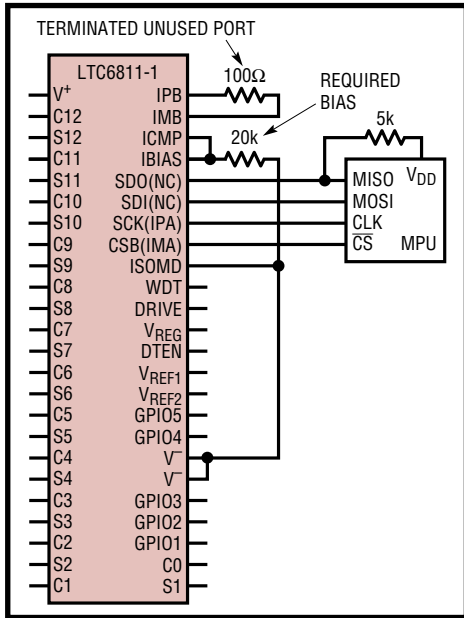 TERMINATED UNUSED PORT
LTC6811-1
100Ω
REQUIRED
BIAS
20k
5k
V+
C12
S12
C11
S11
C10
S10
C9
S9
C8
S8
C7
S7
C6
S6
C5
S5
C4
S4
C3
S3
C2
S2
C1
IPB
IMB
ICMP
IBIAS
SDO(NC)
SDI(NC)
SCK(IPA)
CSB(IMA)
ISOMD
WDT
DRIVE
VREG
DTEN
VREF1
VREF2
GPIO5
GPIO4
V–
V–
GPIO3
GPIO2
GPIO1
C0
S1
MISO VDD
MOSI
CLK
CS MPU